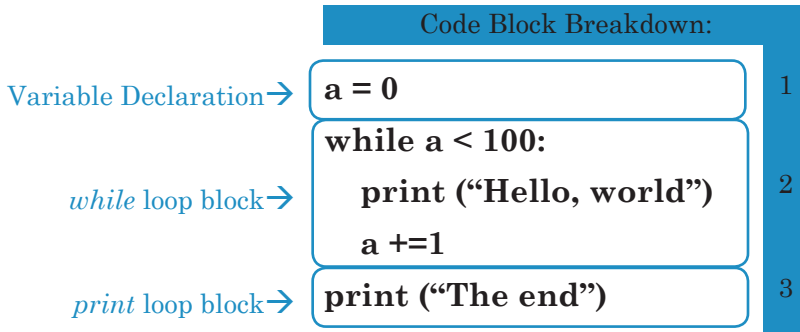 Code Block Breakdown:
Variable Declaration→ a = 0 1
while a < 100:
while loop block→ print (“Hello, world”) 2
a +=1
print loop block→ print (“The end”) 3